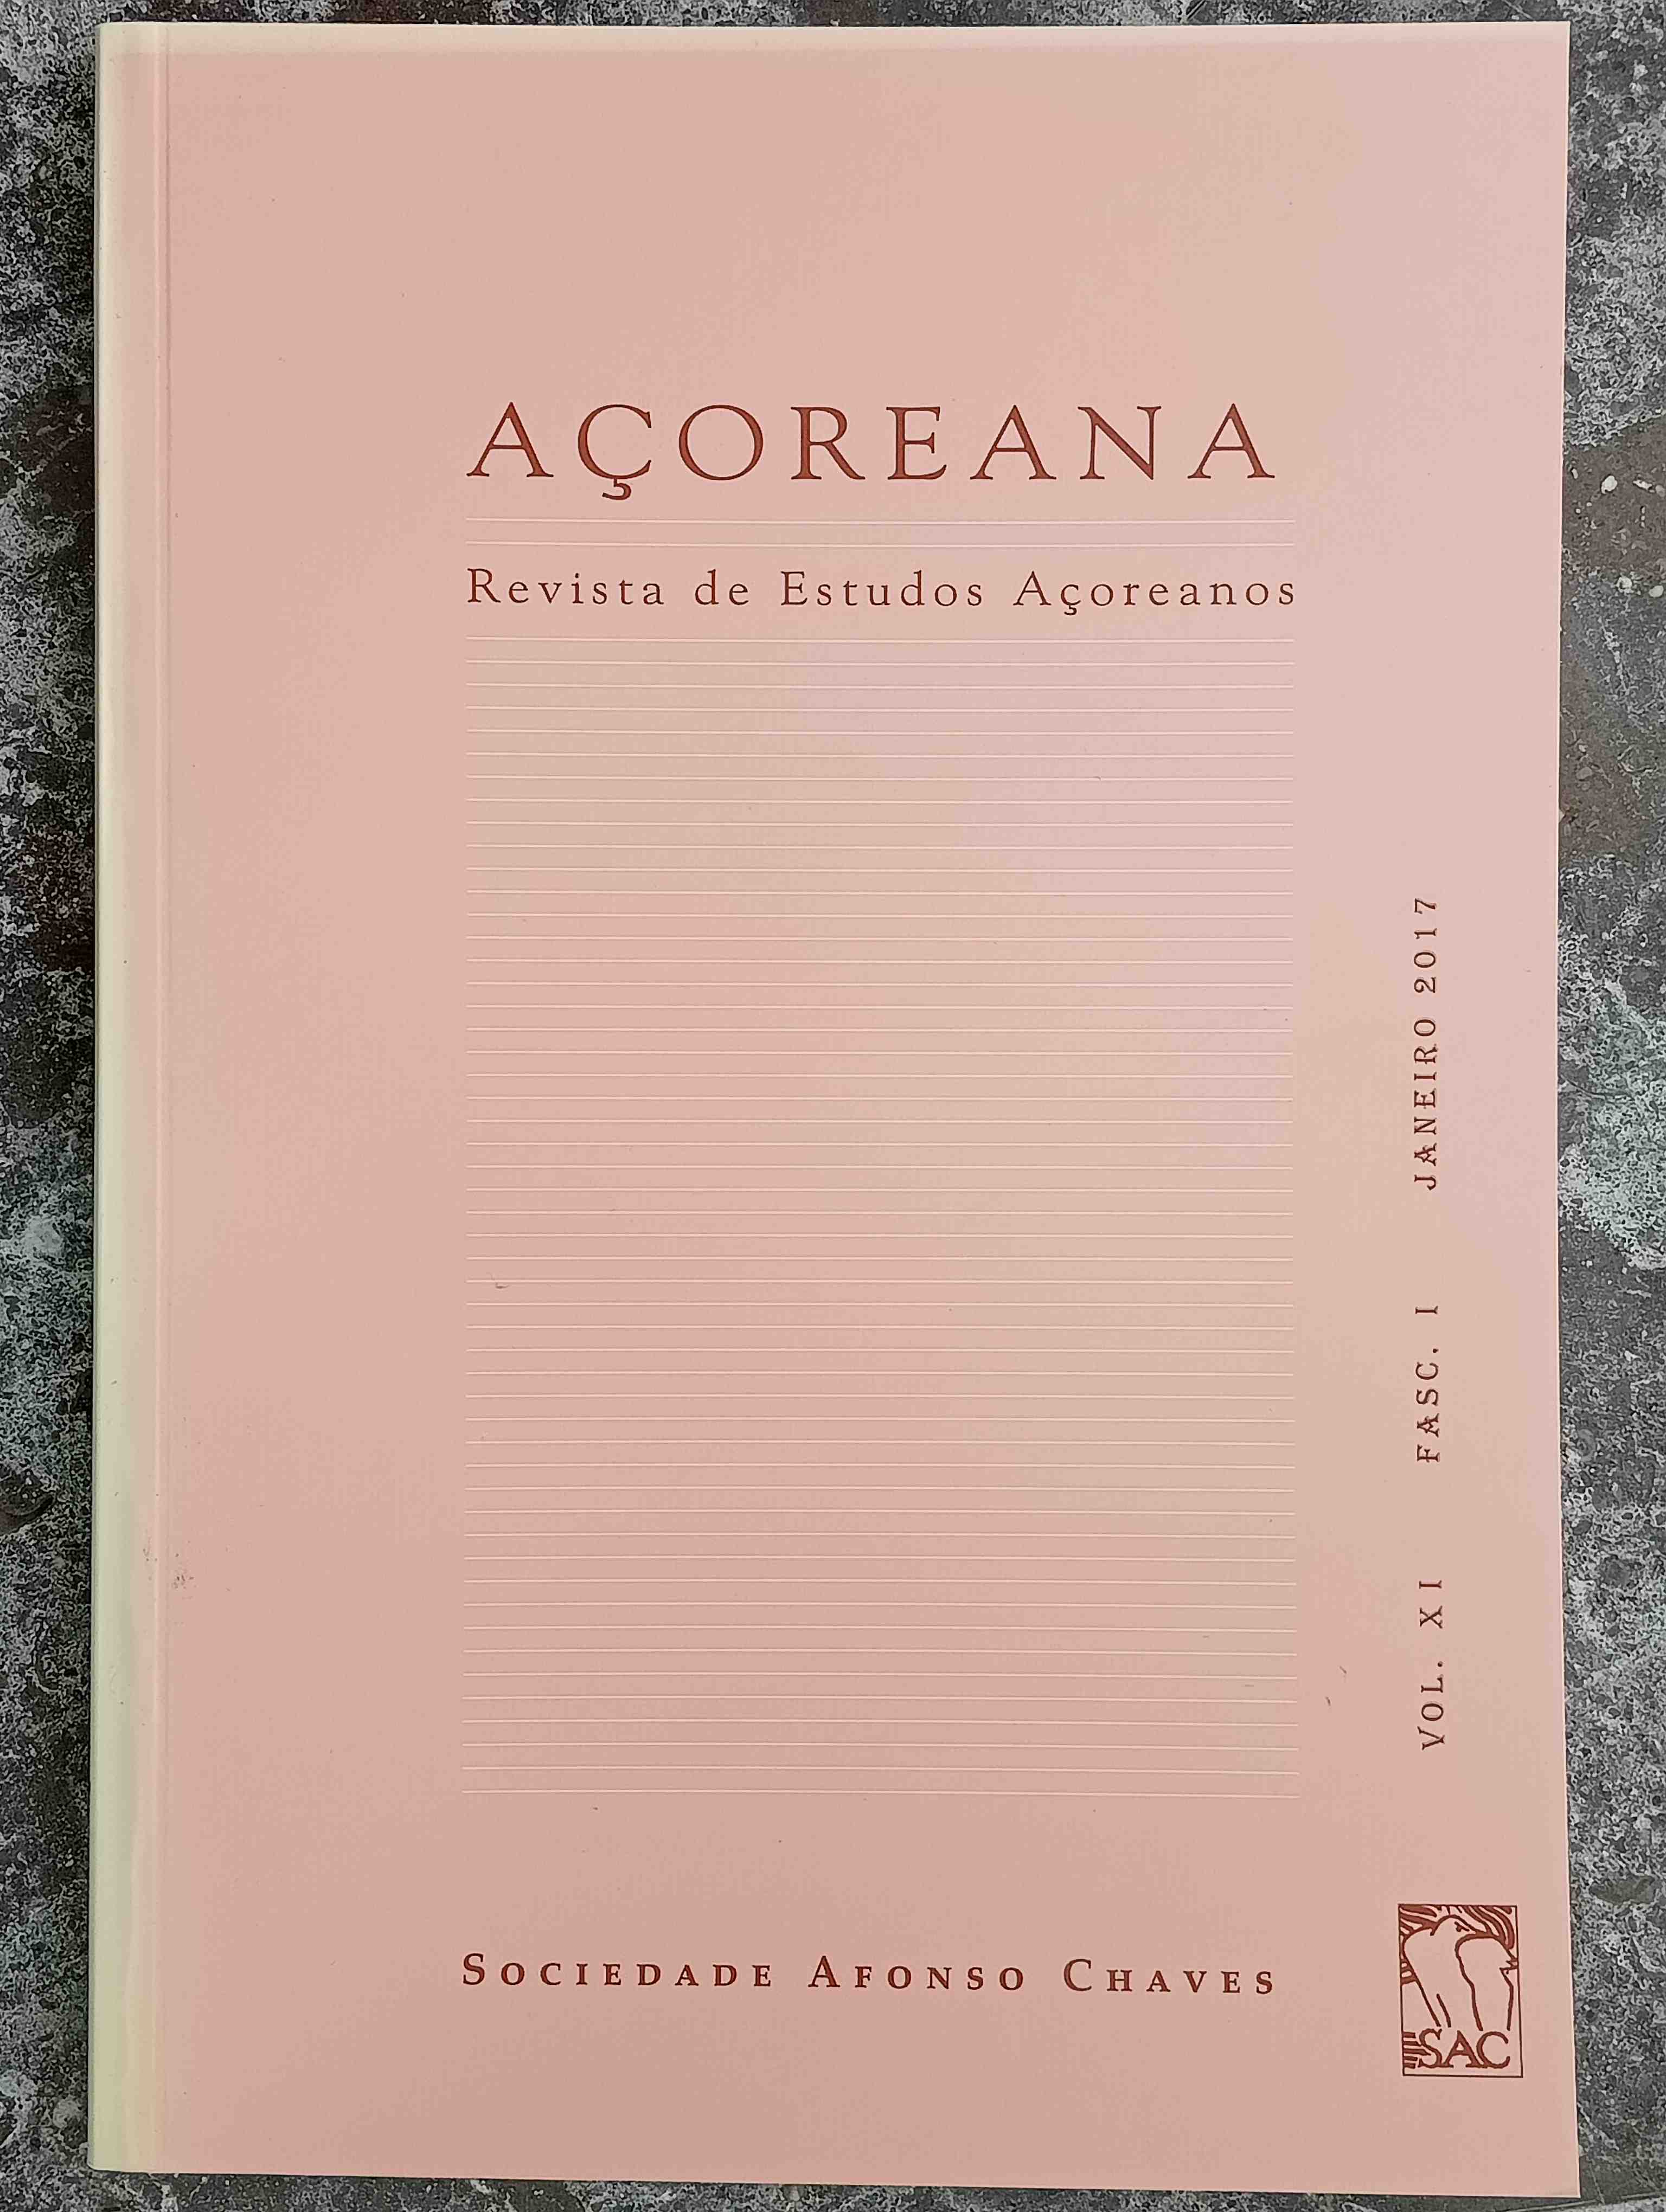 AÇOREANA
Revista de Estudos Açoreanos
VOL. XI FASC. I JANEIRO 2017
SOCIEDADE AFONSO CHAVES
SAC